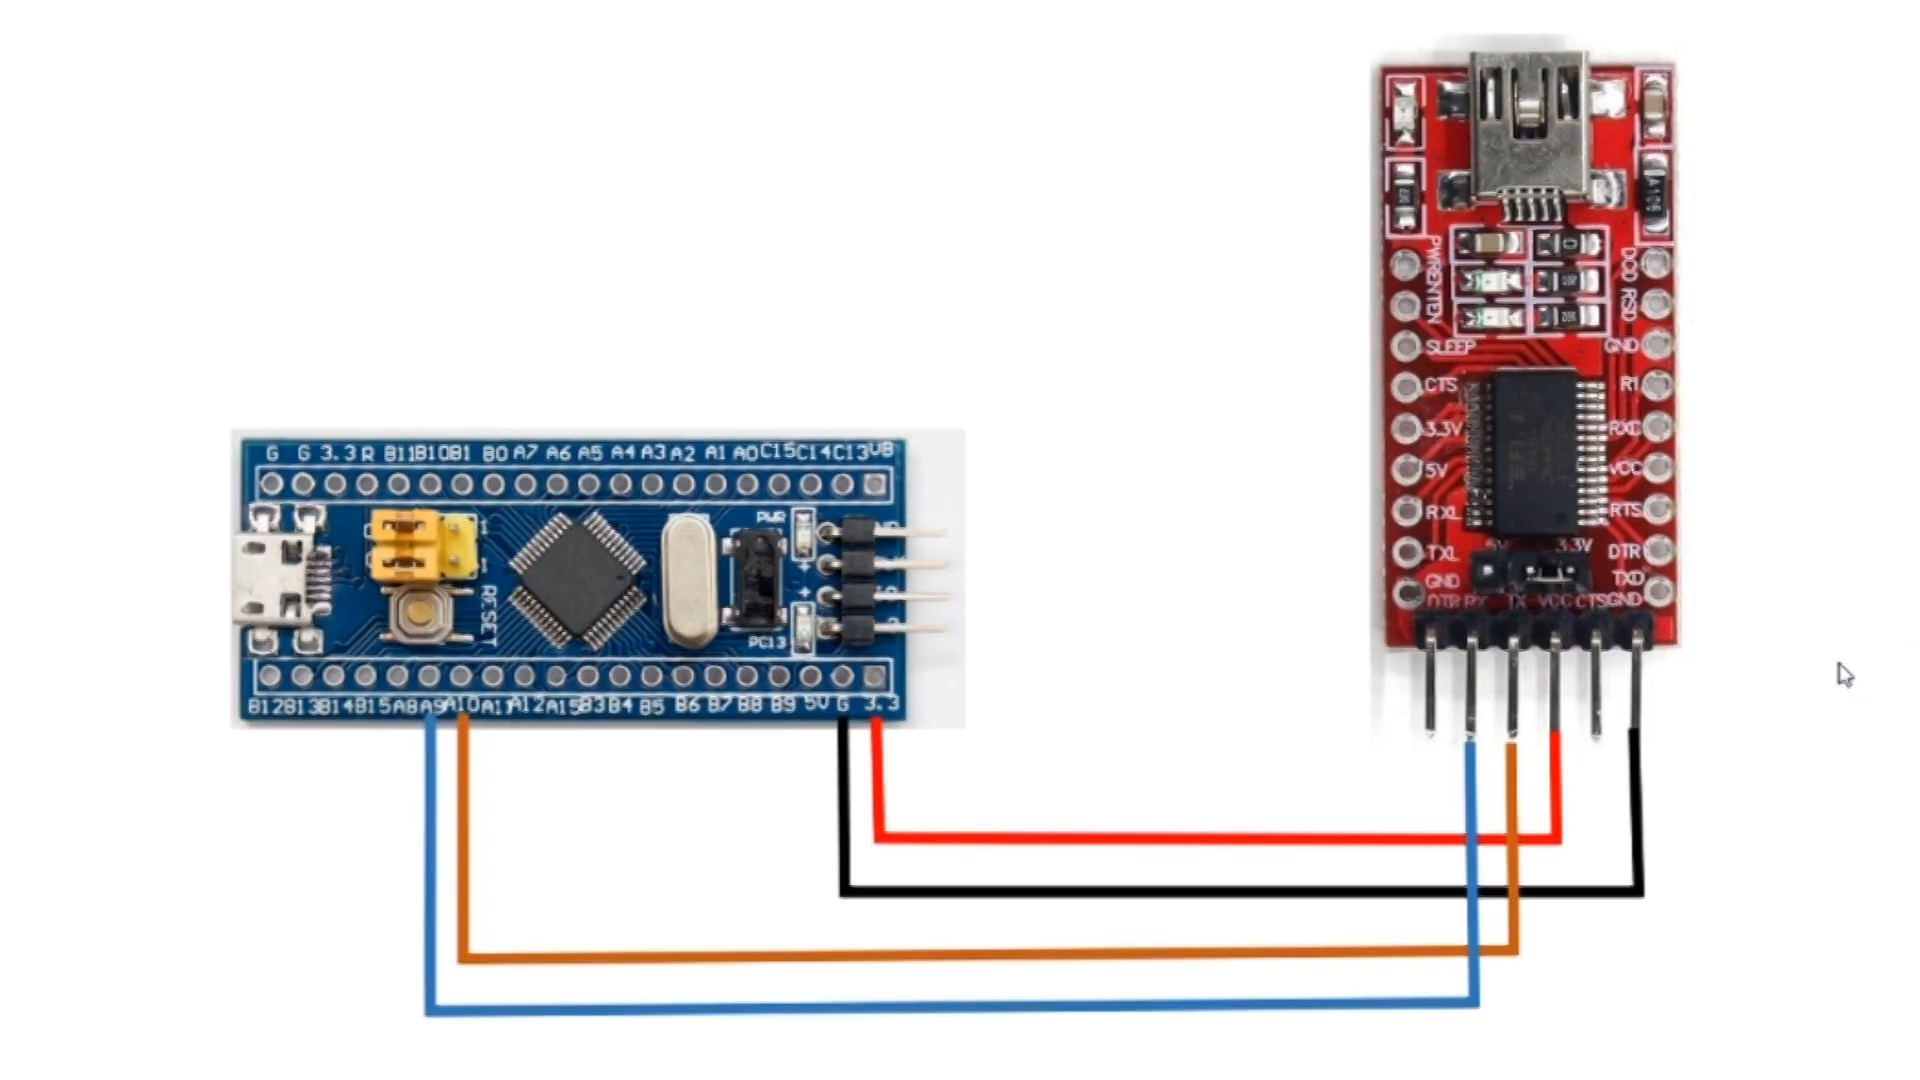 G G 3.3 R B11 B10 B1 B0 A7 A6 A5 A4 A3 A2 A1 A0 C15 C14 C13 VB
PWR
RESET
PC13
B12 B13 B14 B15 A8 A9 A10 A11 A12 A15 B3 B4 B5 B6 B7 B8 B9 5V G 3.3
A106
PWREN
TEN
SLEEP
CTS
3.3V
5V
RXL
TXL
GND
DCD
RSD
GND
RI
RXD
VCC
RTS
DTR
TXD
GND
5V 3.3V
DTR RX TX VCC CTS